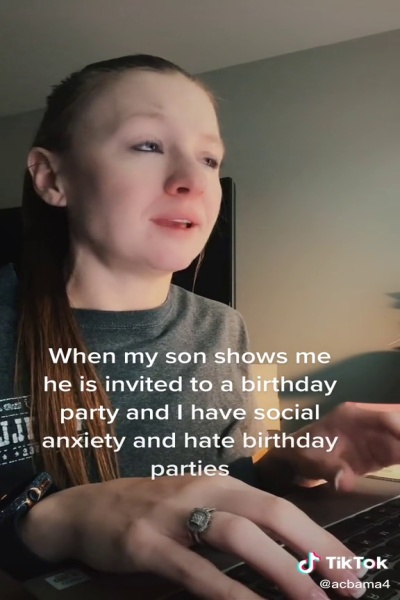 When my son shows me
he is invited to a birthday
party and I have social
anxiety and hate birthday
parties
TikTok
@acbama4